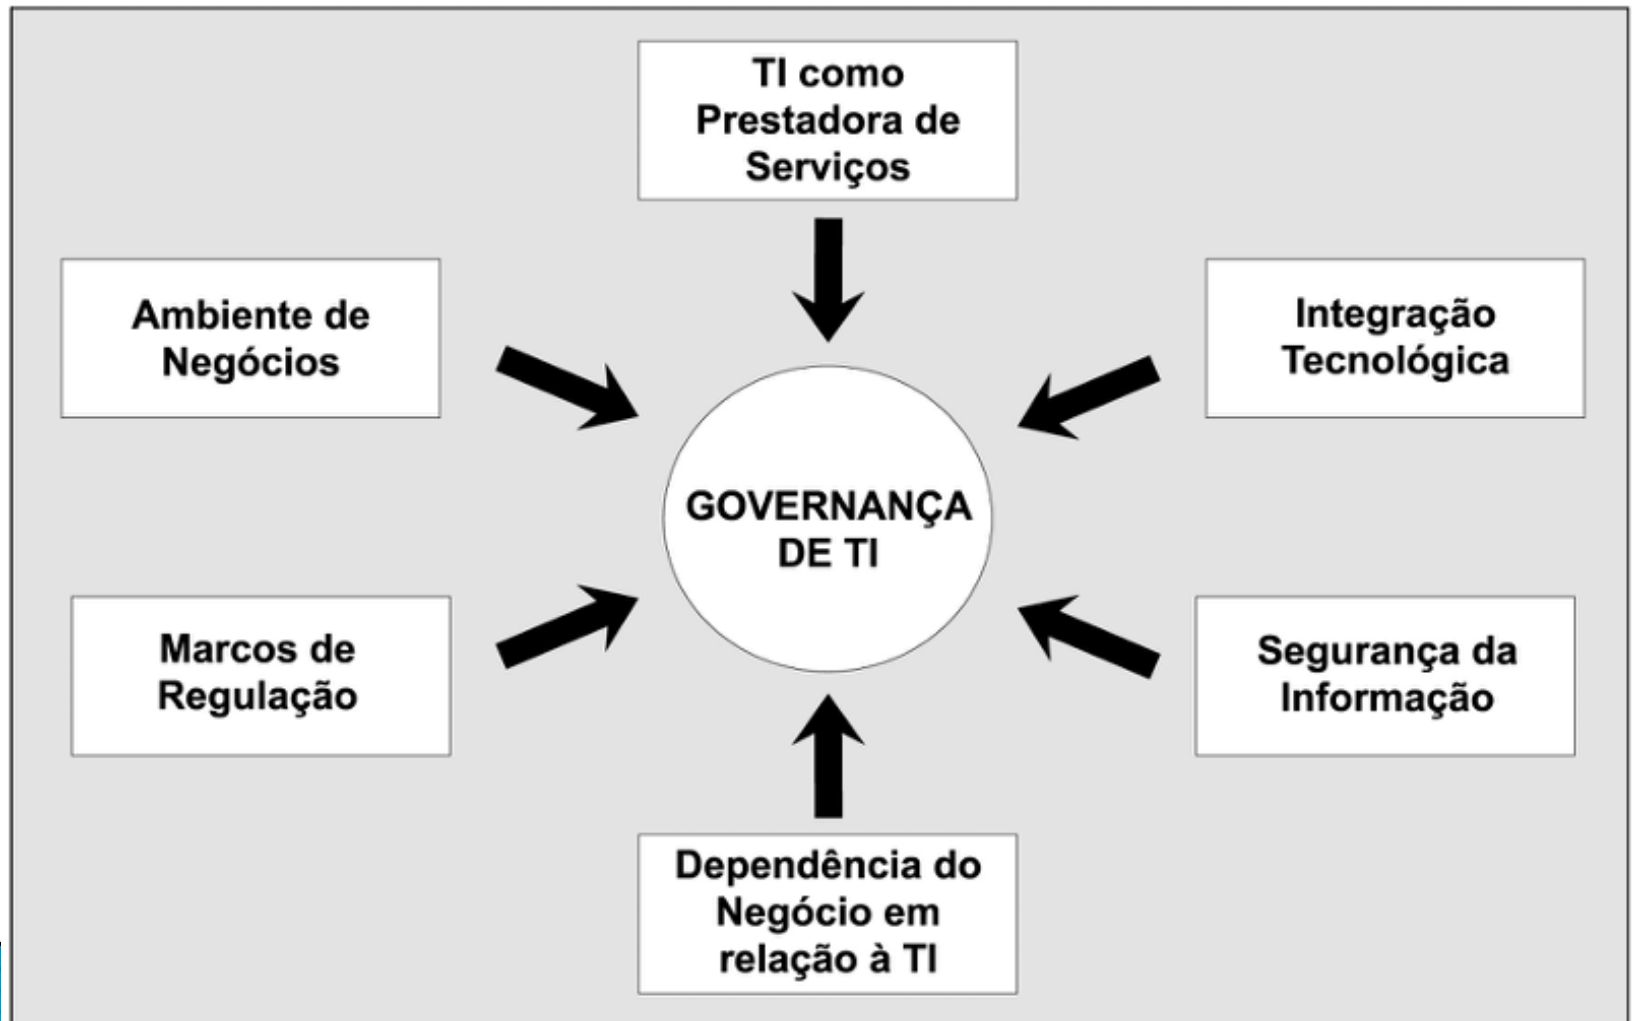 TI como
Prestadora de
Serviços
Ambiente de
Negócios
Integração
Tecnológica
GOVERNANÇA
DE TI
Marcos de
Regulação
Segurança da
Informação
Dependência do
Negócio em
relação à TI